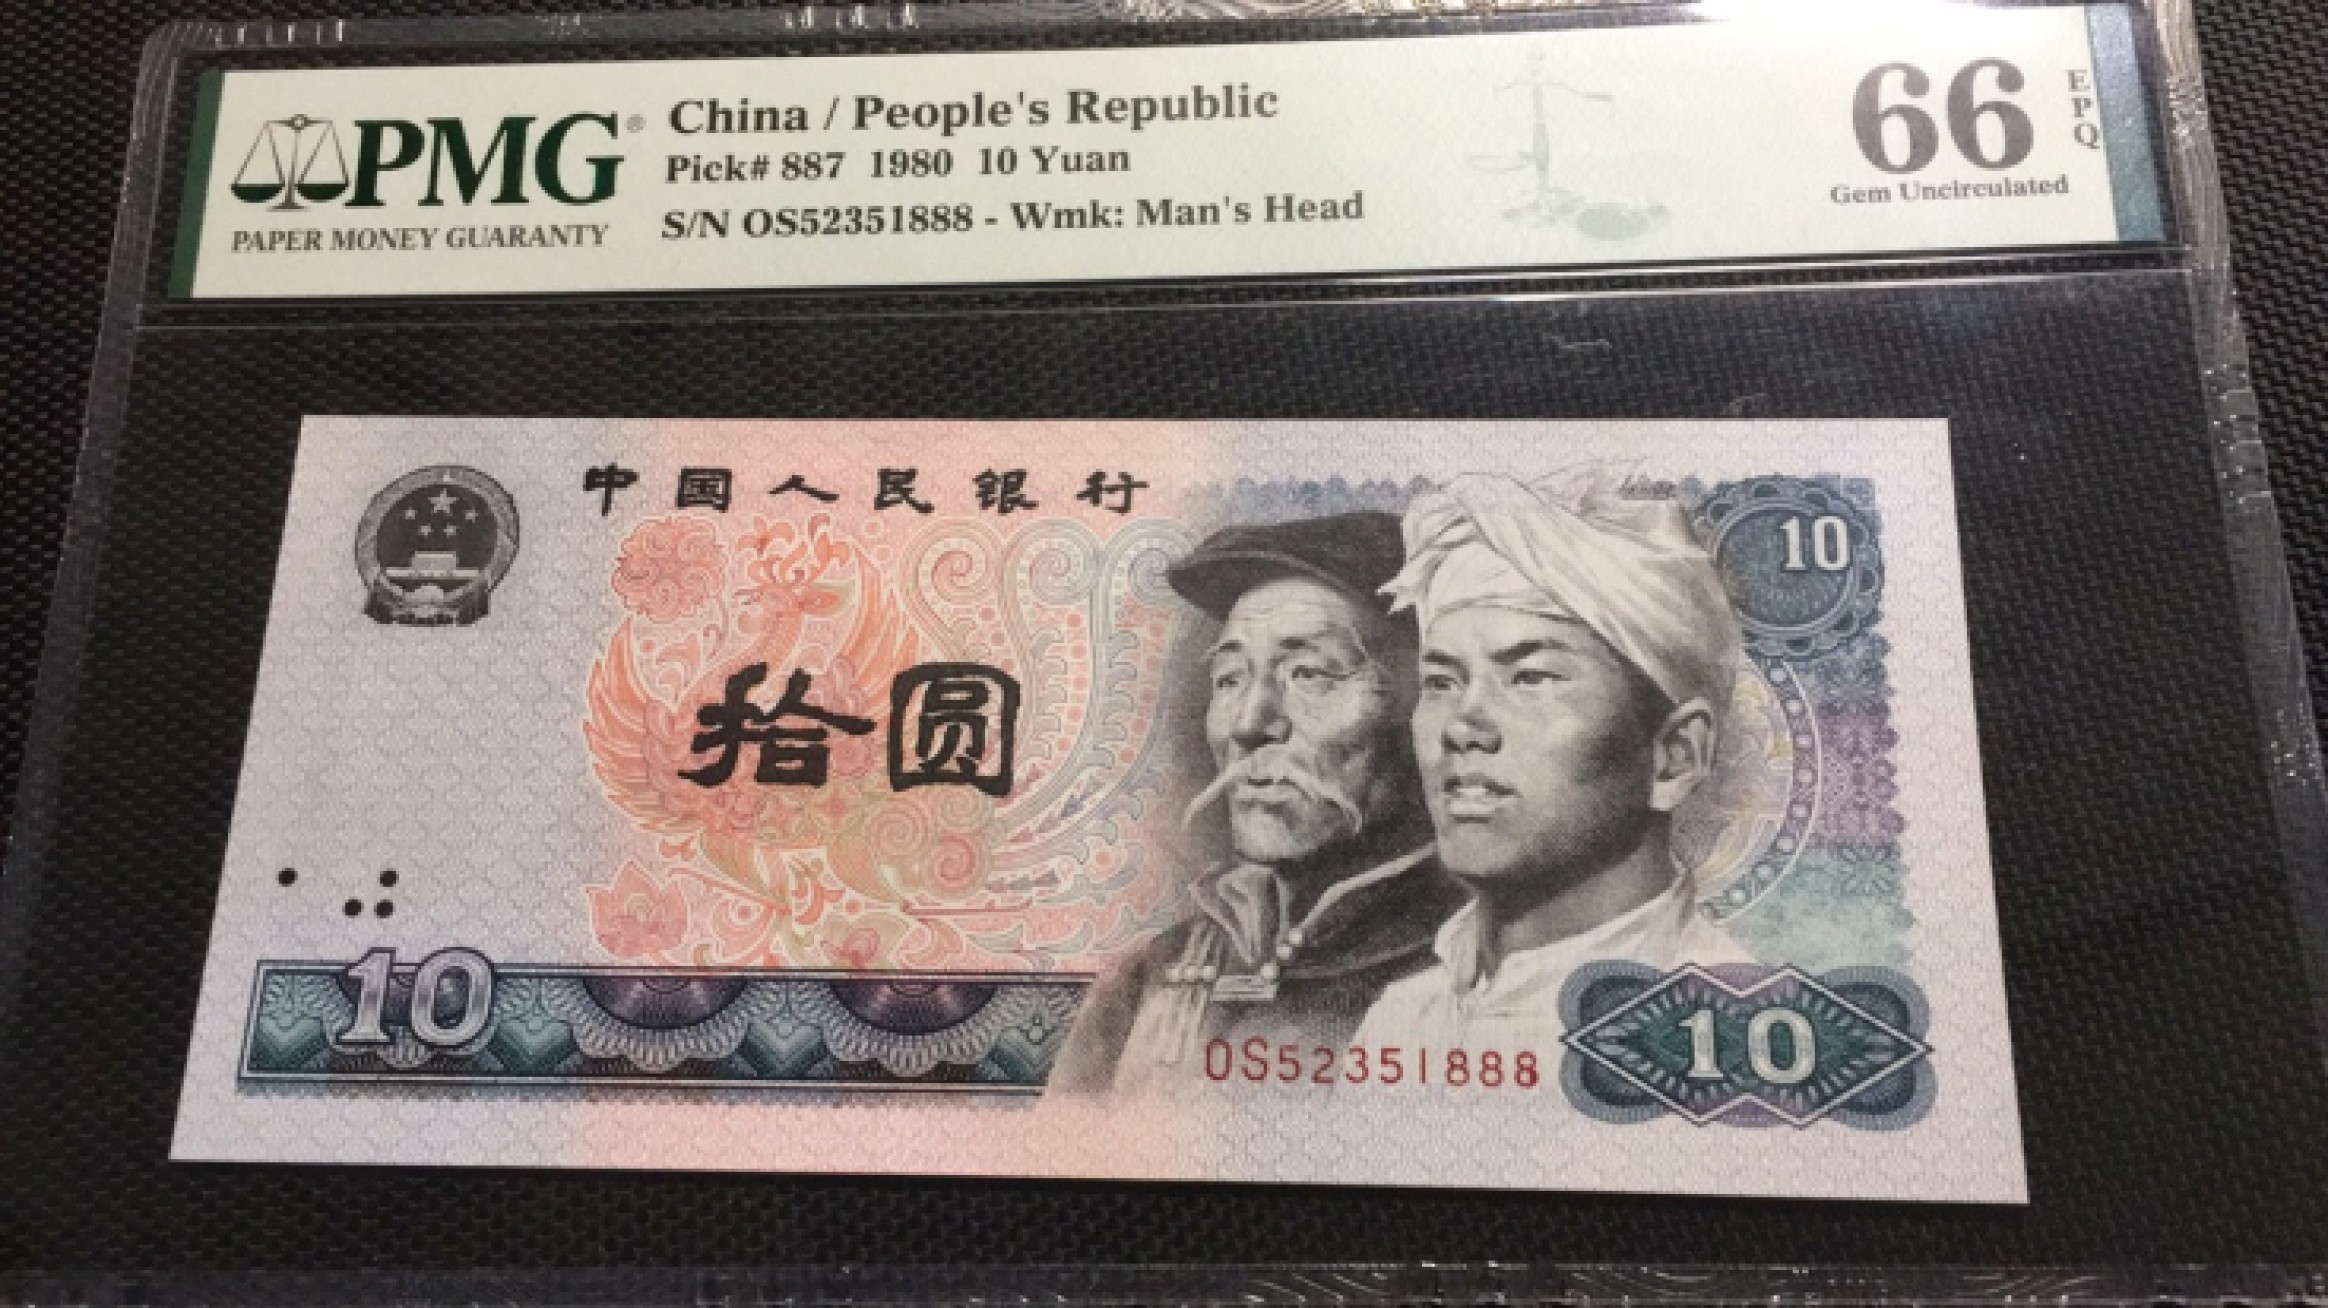 PMG®
PAPER MONEY GUARANTY
China / People's Republic
Pick# 887 1980 10 Yuan
S/N OS52351888 - Wmk: Man's Head
66
EPQ
Gem Uncirculated
中国人民银行
10
拾圆
10
OS52351888
10